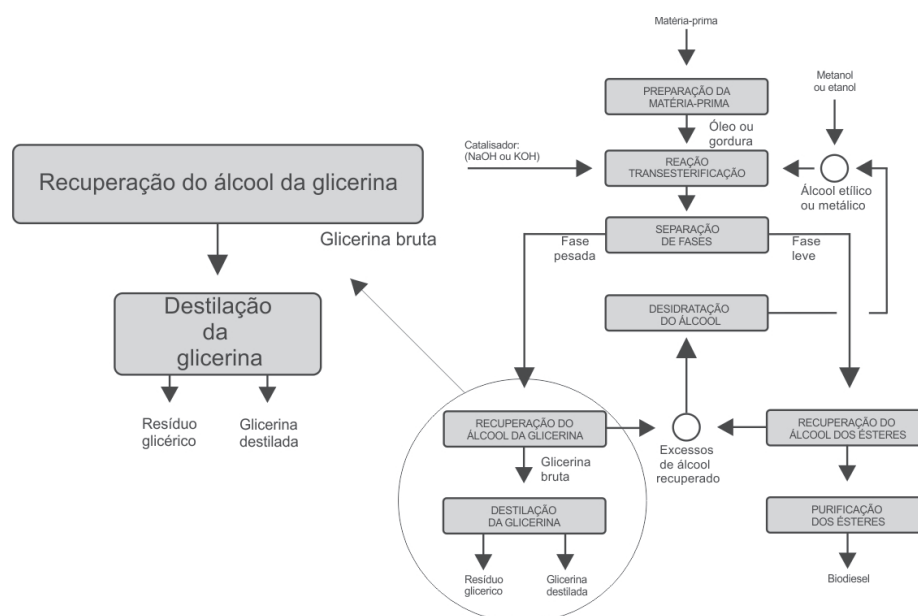 Recuperação do álcool da glicerina
Glicerina bruta
Destilação
da
glicerina
Resíduo
glicérico
Glicerina
destilada
Matéria-prima
PREPARAÇÃO DA
MATÉRIA-PRIMA
Metanol
ou etanol
Óleo ou
gordura
Catalisador:
(NaOH ou KOH)
REAÇÃO
TRANSESTERIFICAÇÃO
Álcool etílico
ou metálico
SEPARAÇÃO
DE FASES
Fase
pesada
Fase
leve
DESIDRATAÇÃO
DO ÁLCOOL
RECUPERAÇÃO DO
ÁLCOOL DA GLICERINA
Excessos
de álcool
recuperado
RECUPERAÇÃO DO
ÁLCOOL DOS ÉSTERES
Glicerina
bruta
DESTILAÇÃO
DA GLICERINA
PURIFICAÇÃO
DOS ÉSTERES
Resíduo
glicerico
Glicerina
destilada
Biodiesel